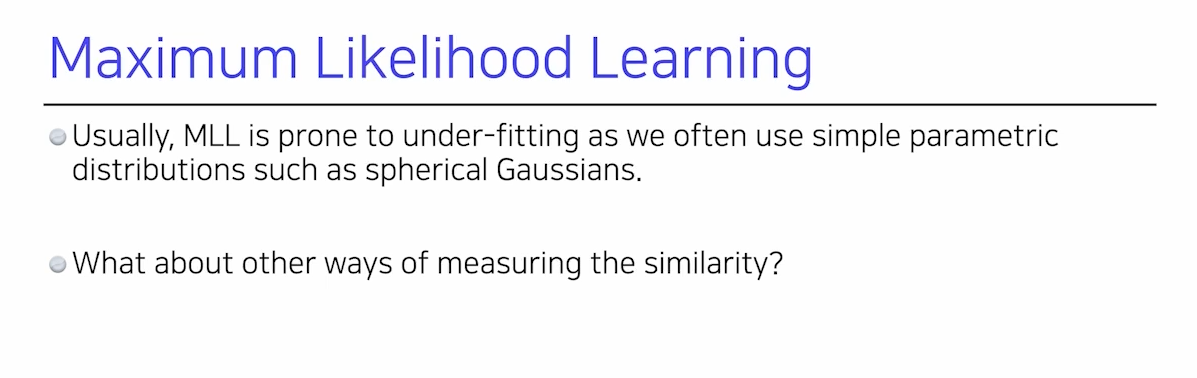 Maximum Likelihood Learning
Usually, MLL is prone to under-fitting as we often use simple parametric
distributions such as spherical Gaussians.
What about other ways of measuring the similarity?